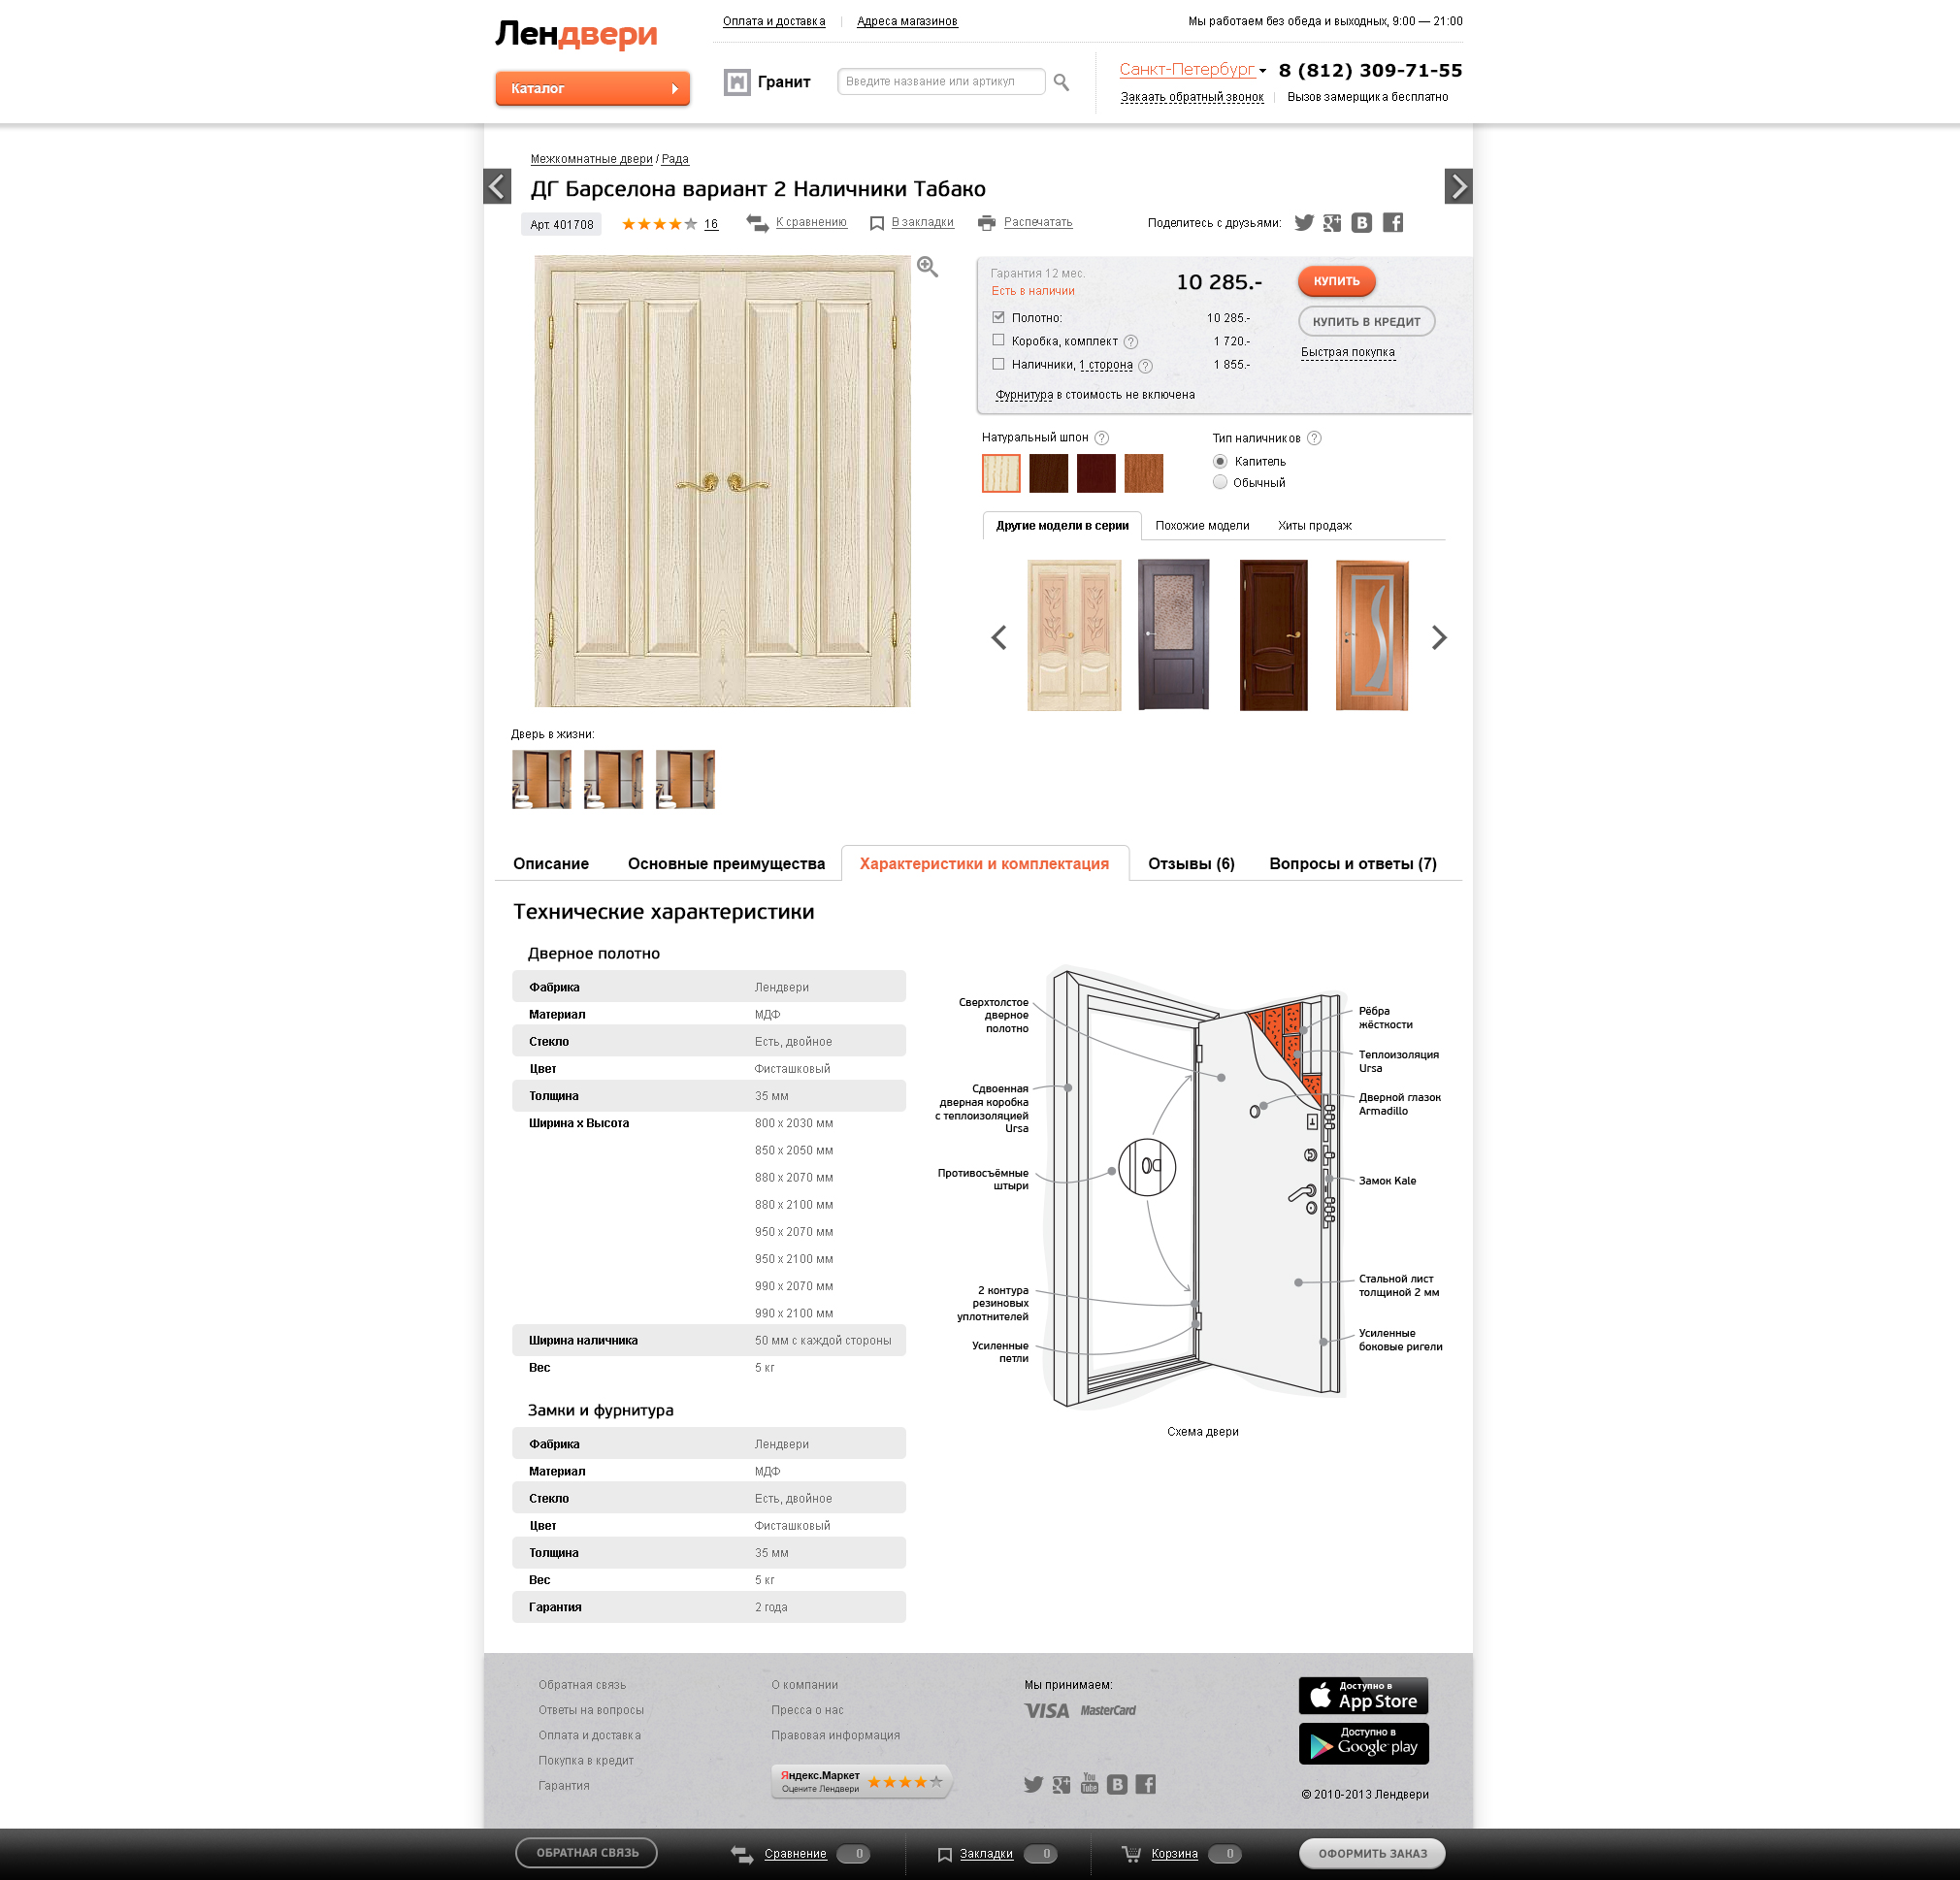 Лендвери
Оплата и доставка
Адреса магазинов
Мы работаем без обеда и выходных, 9:00 — 21:00
Каталог
Гранит
Введите название или артикул
Санкт-Петербург
8 (812) 309-71-55
Закаать обратный звонок
Вызов замерщика бесплатно
Межкомнатные двери / Рада
ДГ Барселона вариант 2 Наличники Табако
Арт. 401708
16
К сравнению
В закладки
Распечатать
Поделитесь с друзьями:
Гарантия 12 мес.
Есть в наличии
10 285.-
КУПИТЬ
Полотно:
10 285.-
КУПИТЬ В КРЕДИТ
Коробка, комплект ?
1 720.-
Быстрая покупка
Наличники, 1 сторона ?
1 855.-
Фурнитура в стоимость не включена
Натуральный шпон ?
Тип наличников ?
Капитель
Обычный
Другие модели в серии
Похожие модели
Хиты продаж
Дверь в жизни:
Описание
Основные преимущества
Характеристики и комплектация
Отзывы (6)
Вопросы и ответы (7)
Технические характеристики
Дверное полотно
Фабрика Лендвери
Материал МДФ
Стекло Есть, двойное
Цвет Фисташковый
Толщина 35 мм
Ширина x Высота 800 x 2030 мм
850 x 2050 мм
880 x 2070 мм
880 x 2100 мм
950 x 2070 мм
950 x 2100 мм
990 x 2070 мм
990 x 2100 мм
Ширина наличника 50 мм с каждой стороны
Вес 5 кг
Сверхтолстое
дверное
полотно
Сдвоенная
дверная коробка
с теплоизоляцией
Ursa
Противосъёмные
штыри
2 контура
резиновых
уплотнителей
Усиленные
петли
Рёбра
жёсткости
Теплоизоляция
Ursa
Дверной глазок
Armadillo
Замок Kale
Стальной лист
толщиной 2 мм
Усиленные
боковые ригели
Схема двери
Замки и фурнитура
Фабрика Лендвери
Материал МДФ
Стекло Есть, двойное
Цвет Фисташковый
Толщина 35 мм
Вес 5 кг
Гарантия 2 года
Обратная связь
Ответы на вопросы
Оплата и доставка
Покупка в кредит
Гарантия
О компании
Пресса о нас
Правовая информация
Яндекс.Маркет
Оцените Лендвери
Мы принимаем:
VISA MasterCard
You
Tube
Доступно в
App Store
Доступно в
Google play
© 2010-2013 Лендвери
ОБРАТНАЯ СВЯЗЬ
Сравнение 0
Закладки 0
Корзина 0
ОФОРМИТЬ ЗАКАЗ